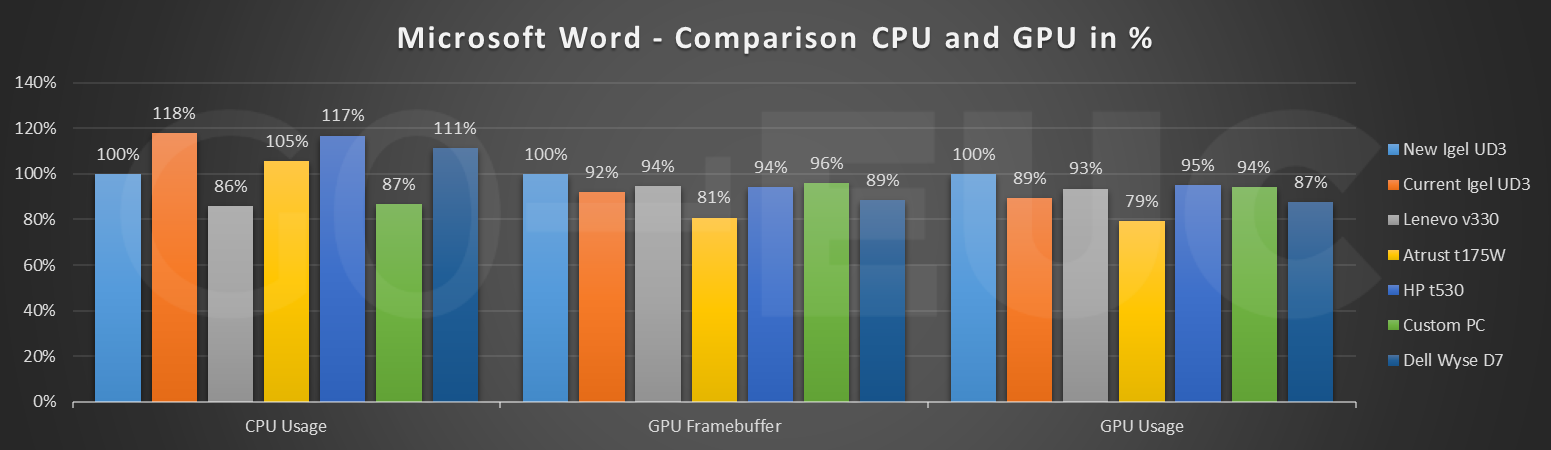 Microsoft Word - Comparison CPU and GPU in %
140%
120%
100%
80%
60%
40%
20%
0%
100%
118%
86%
105%
117%
87%
111%
100%
92%
94%
81%
94%
96%
89%
100%
89%
93%
79%
95%
94%
87%
CPU Usage
GPU Framebuffer
GPU Usage
New Igel UD3
Current Igel UD3
Lenevo v330
Atrust t175W
HP t530
Custom PC
Dell Wyse D7
GO-EUC